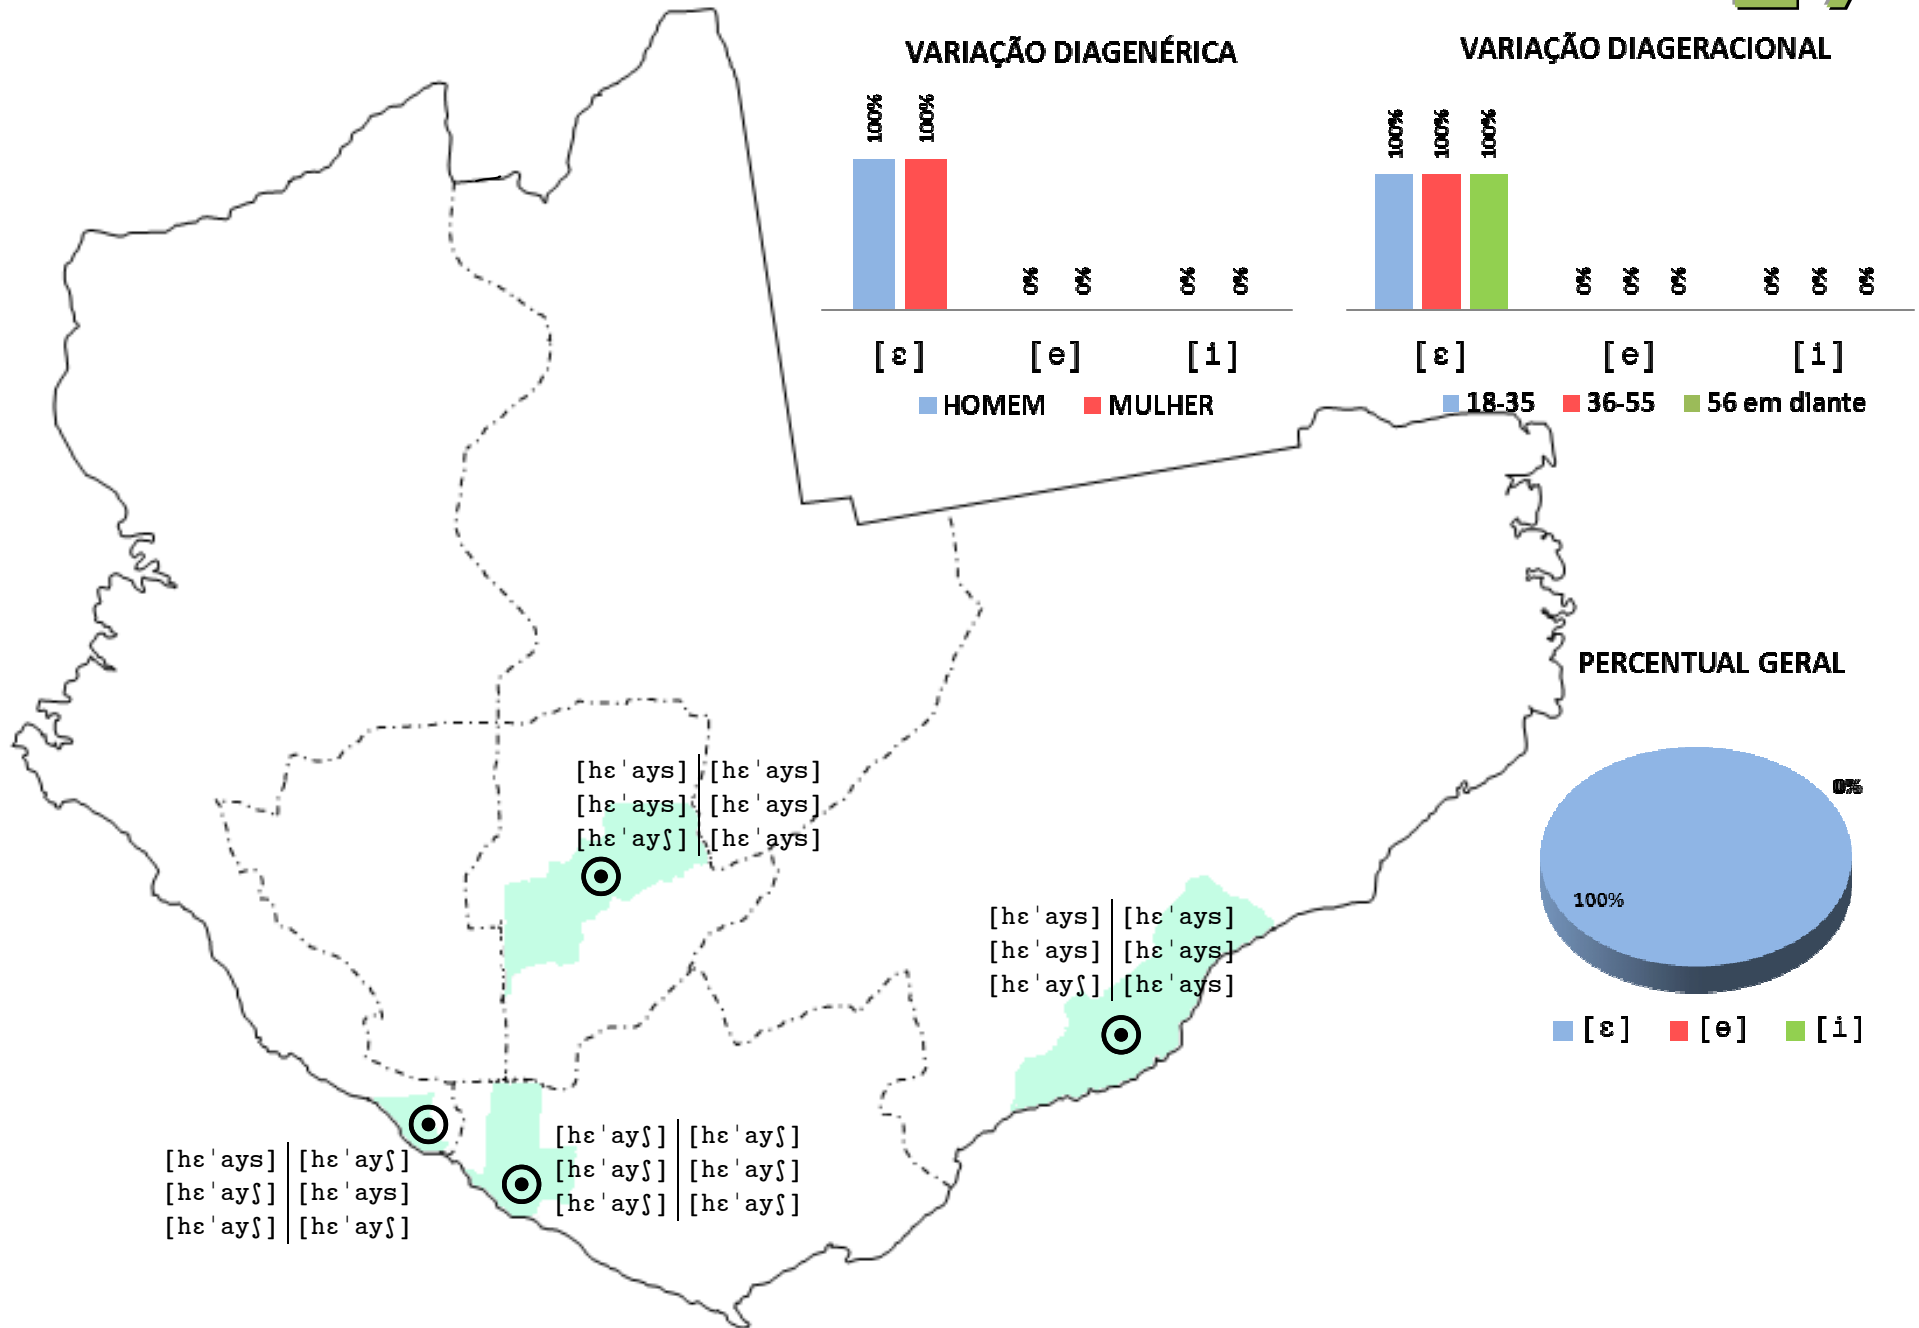 VARIAÇÃO DIAGENÉRICA
100% 100% 0% 0% 0% 0%
[ɛ] [e] [i]
HOMEM MULHER
VARIAÇÃO DIAGERACIONAL
100% 100% 100% 0% 0% 0% 0% 0% 0%
[ɛ] [e] [i]
18-35 36-55 56 em diante
PERCENTUAL GERAL
0%
100%
[ɛ] [e] [i]
[hɛˈays] [hɛˈays]
[hɛˈays] [hɛˈays]
[hɛˈayʃ] [hɛˈays]
[hɛˈays] [hɛˈays]
[hɛˈays] [hɛˈays]
[hɛˈayʃ] [hɛˈays]
[hɛˈays] [hɛˈayʃ]
[hɛˈayʃ] [hɛˈays]
[hɛˈayʃ] [hɛˈayʃ]
[hɛˈayʃ] [hɛˈayʃ]
[hɛˈayʃ] [hɛˈayʃ]
[hɛˈayʃ] [hɛˈayʃ]